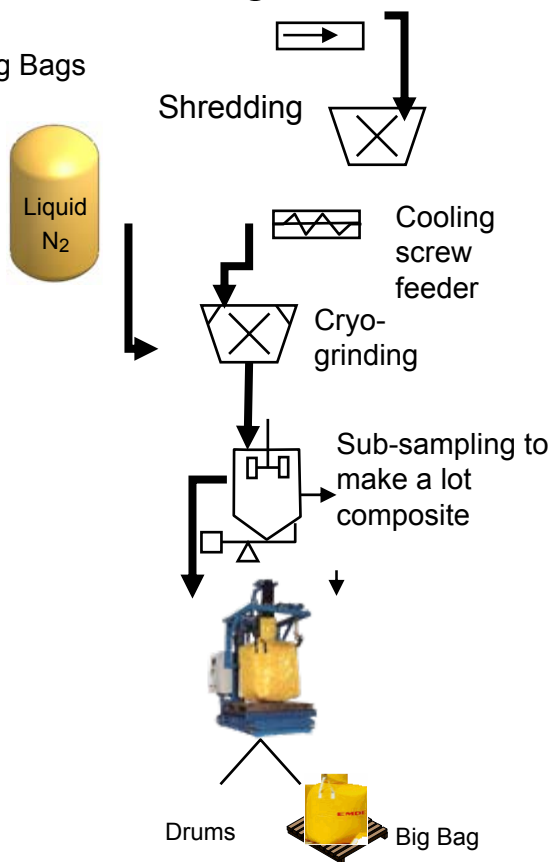 g Bags
Shredding
Liquid
N2
Cooling
screw
feeder
Cryo-
grinding
Sub-sampling to
make a lot
composite
Drums
Big Bag